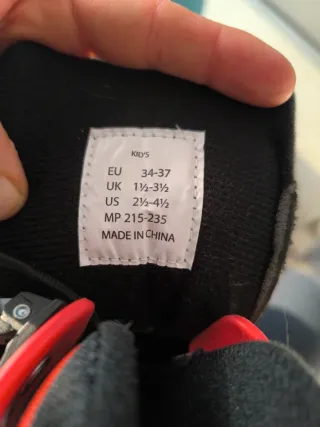 KID'S
EU 34-37
UK 1½-3½
US 2½-4½
MP 215-235
MADE IN CHINA